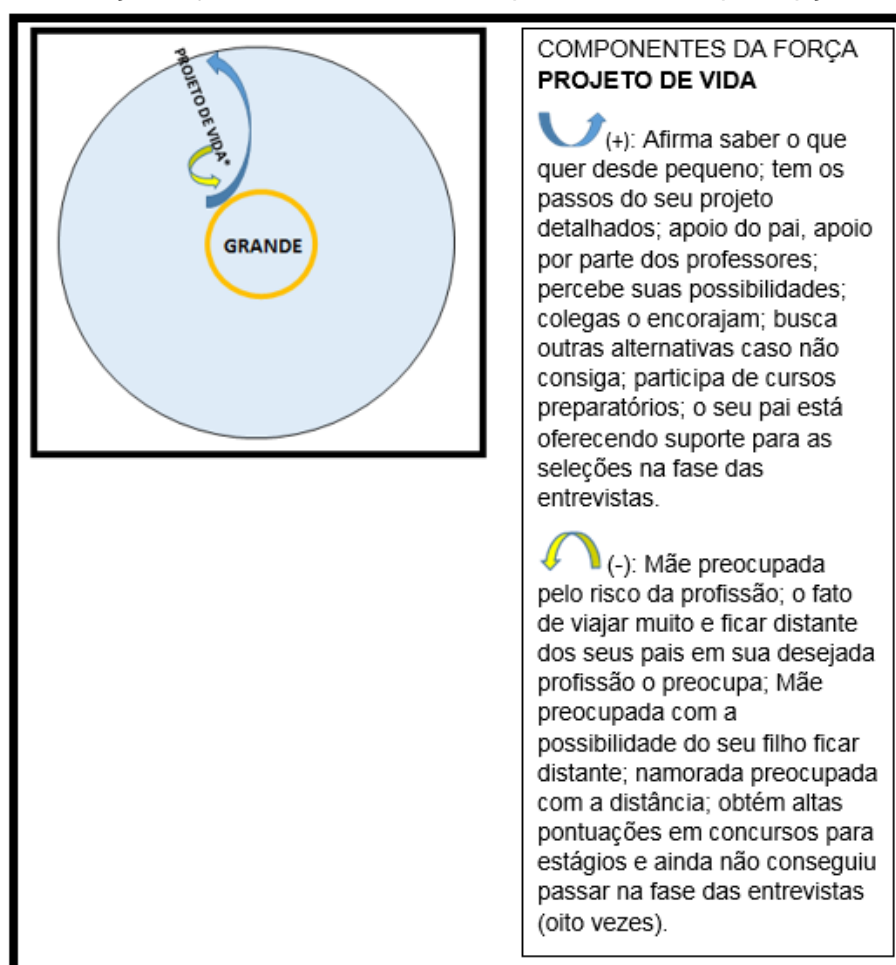 PROJETO DE VIDA*
GRANDE
COMPONENTES DA FORÇA
PROJETO DE VIDA
(+): Afirma saber o que
quer desde pequeno; tem os
passos do seu projeto
detalhados; apoio do pai, apoio
por parte dos professores;
percebe suas possibilidades;
colegas o encorajam; busca
outras alternativas caso não
consiga; participa de cursos
preparatórios; o seu pai está
oferecendo suporte para as
seleções na fase das
entrevistas.
(-): Mãe preocupada
pelo risco da profissão; o fato
de viajar muito e ficar distante
dos seus pais em sua desejada
profissão o preocupa; Mãe
preocupada com a
possibilidade do seu filho ficar
distante; namorada preocupada
com a distância; obtém altas
pontuações em concursos para
estágios e ainda não conseguiu
passar na fase das entrevistas
(oito vezes).